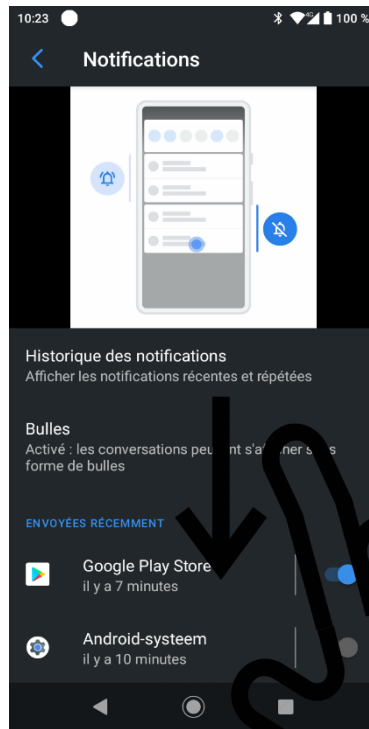 10:23 4G 100 %
Notifications
Historique des notifications
Afficher les notifications récentes et répétées
Bulles
Activé : les conversations peuvent s'afficher sous
forme de bulles
ENVOYÉES RÉCEMMENT
Google Play Store
il y a 7 minutes
Android-systeem
il y a 10 minutes